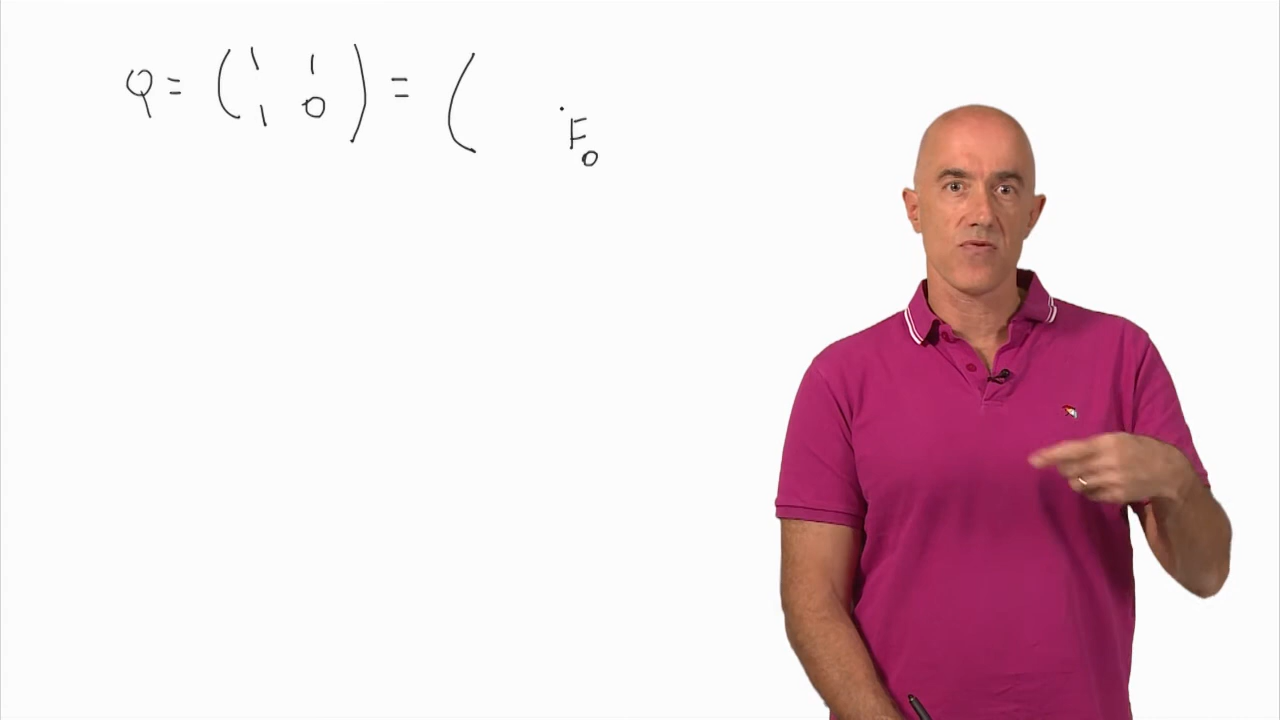 Q = ( 1 1 ) = (
1 0 F₀